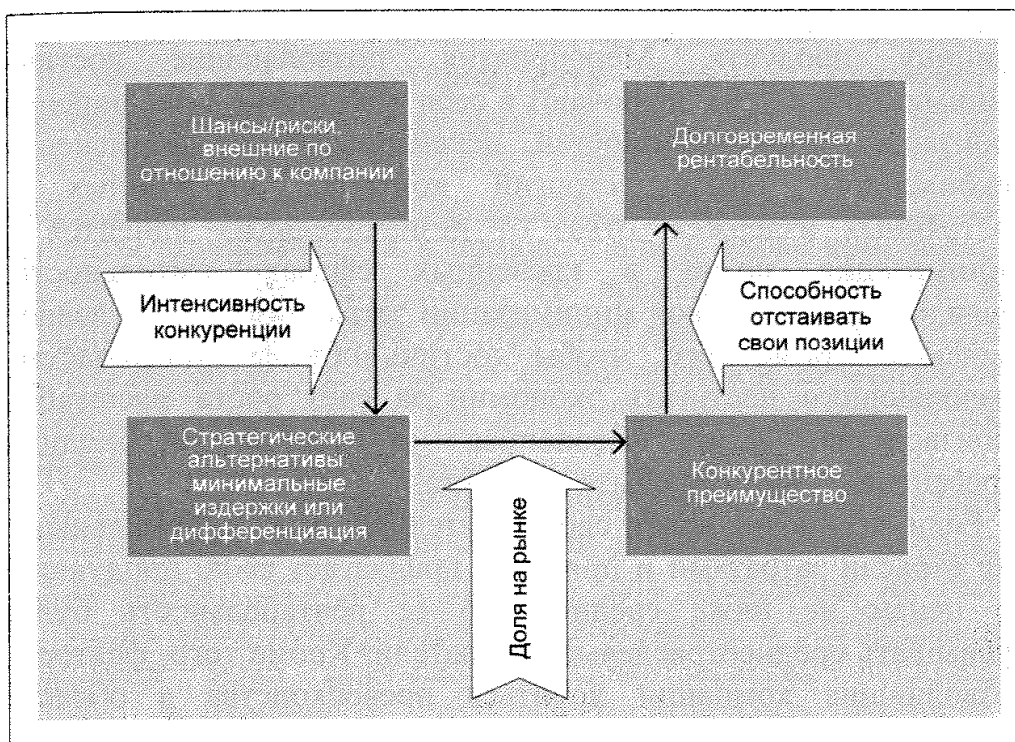 Шансы/риски,
внешние по
отношению к компании
Долговременная
рентабельность
Интенсивность
конкуренции
Способность
отстаивать
свои позиции
Стратегические
альтернативы:
минимальные
издержки или
дифференциация
Конкурентное
преимущество
Доля на рынке